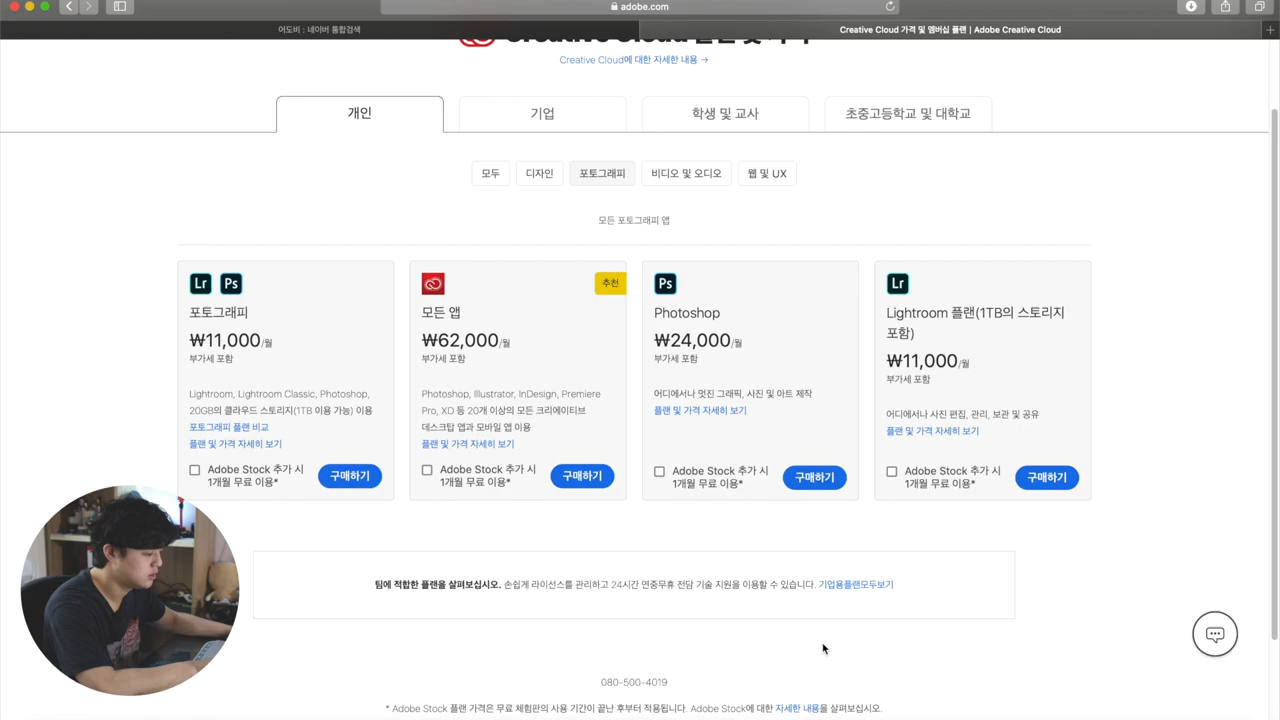 adobe.com
어도비 : 네이버 통합검색
Creative Cloud 가격 및 멤버십 플랜 | Adobe Creative Cloud
Creative Cloud 플랜 및 가격
Creative Cloud에 대한 자세한 내용 →
개인
기업
학생 및 교사
초중고등학교 및 대학교
모두
디자인
포토그래피
비디오 및 오디오
웹 및 UX
모든 포토그래피 앱
Lr Ps
포토그래피
₩11,000/월
부가세 포함
Lightroom, Lightroom Classic, Photoshop,
20GB의 클라우드 스토리지(1TB 이용 가능) 이용
포토그래피 플랜 비교
플랜 및 가격 자세히 보기
Adobe Stock 추가 시
1개월 무료 이용*
구매하기
추천
모든 앱
₩62,000/월
부가세 포함
Photoshop, Illustrator, InDesign, Premiere
Pro, XD 등 20개 이상의 모든 크리에이티브
데스크탑 앱과 모바일 앱 이용
플랜 및 가격 자세히 보기
Adobe Stock 추가 시
1개월 무료 이용*
구매하기
Ps
Photoshop
₩24,000/월
부가세 포함
어디에서나 멋진 그래픽, 사진 및 아트 제작
플랜 및 가격 자세히 보기
Adobe Stock 추가 시
1개월 무료 이용*
구매하기
Lr
Lightroom 플랜(1TB의 스토리지
포함)
₩11,000/월
부가세 포함
어디에서나 사진 편집, 관리, 보관 및 공유
플랜 및 가격 자세히 보기
Adobe Stock 추가 시
1개월 무료 이용*
구매하기
팀에 적합한 플랜을 살펴보십시오. 손쉽게 라이선스를 관리하고 24시간 연중무휴 전담 기술 지원을 이용할 수 있습니다. 기업용플랜모두보기
080-500-4019
* Adobe Stock 플랜 가격은 무료 체험판의 사용 기간이 끝난 후부터 적용됩니다. Adobe Stock에 대한 자세한 내용을 살펴보십시오.